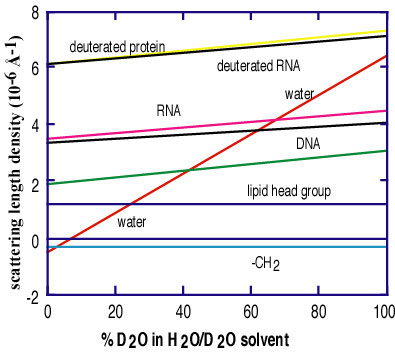 8
6
4
2
0
-2
scattering length density (10-6 Å-1)
deuterated protein
deuterated RNA
water
RNA
DNA
lipid head group
water
-CH2
0 20 40 60 80 100
% D2O in H2O/D2O solvent